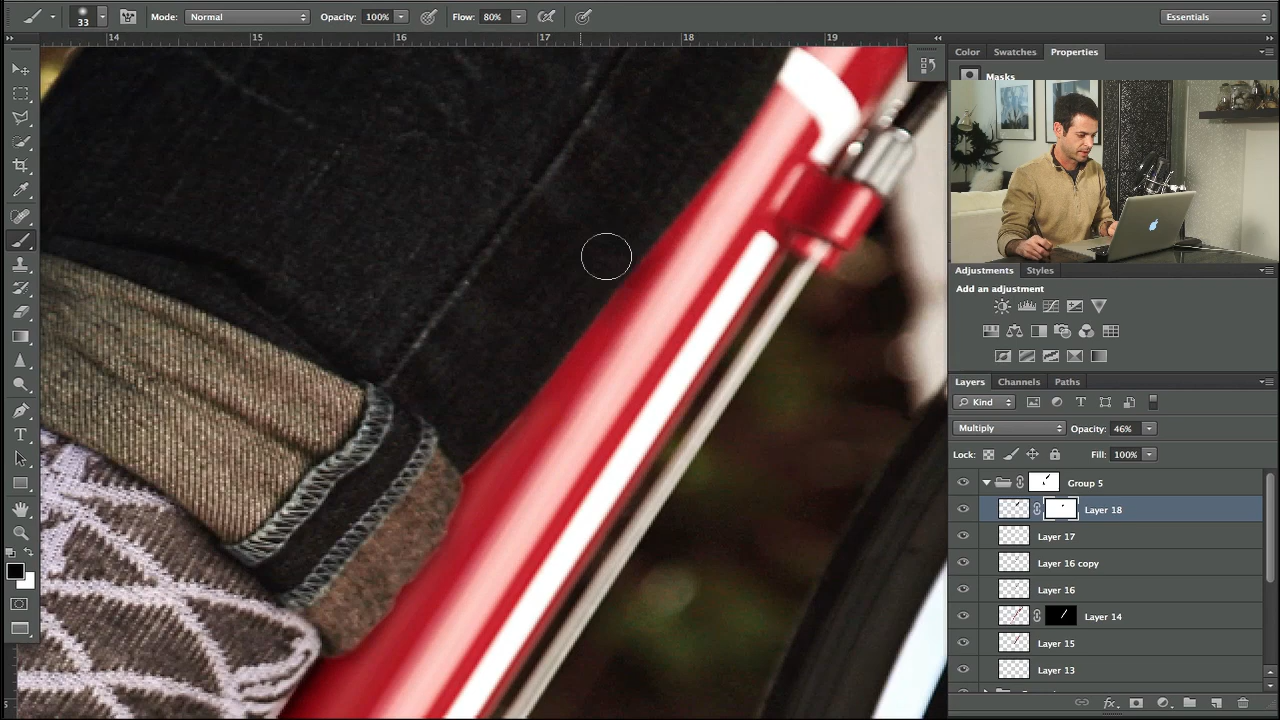 33 Mode: Normal Opacity: 100% Flow: 80% Essentials
14 15 16 17 18 19
Color Swatches Properties
Masks
Adjustments Styles
Add an adjustment
Layers Channels Paths
Kind
Multiply Opacity: 46%
Lock: Fill: 100%
Group 5
Layer 18
Layer 17
Layer 16 copy
Layer 16
Layer 14
Layer 15
Layer 13